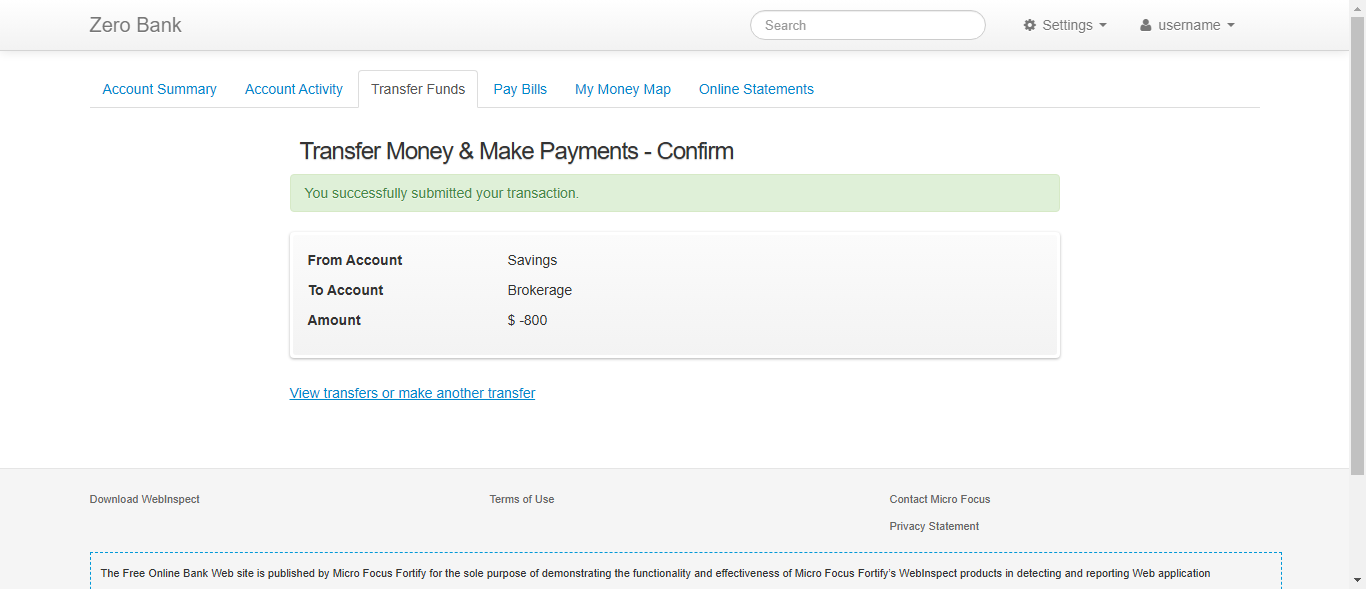 Zero Bank
Search
Settings
username
Account Summary
Account Activity
Transfer Funds
Pay Bills
My Money Map
Online Statements
Transfer Money & Make Payments - Confirm
You successfully submitted your transaction.
From Account Savings
To Account Brokerage
Amount $ -800
View transfers or make another transfer
Download WebInspect
Terms of Use
Contact Micro Focus
Privacy Statement
The Free Online Bank Web site is published by Micro Focus Fortify for the sole purpose of demonstrating the functionality and effectiveness of Micro Focus Fortify's WebInspect products in detecting and reporting Web application